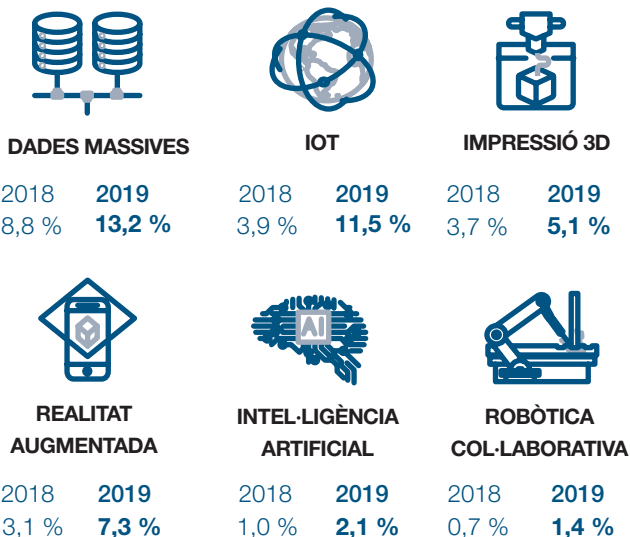 DADES MASSIVES
2018 2019
8,8 % 13,2 %
IOT
2018 2019
3,9 % 11,5 %
IMPRESSIÓ 3D
2018 2019
3,7 % 5,1 %
REALITAT
AUGMENTADA
2018 2019
3,1 % 7,3 %
AI
INTEL·LIGÈNCIA
ARTIFICIAL
2018 2019
1,0 % 2,1 %
ROBÒTICA
COL·LABORATIVA
2018 2019
0,7 % 1,4 %